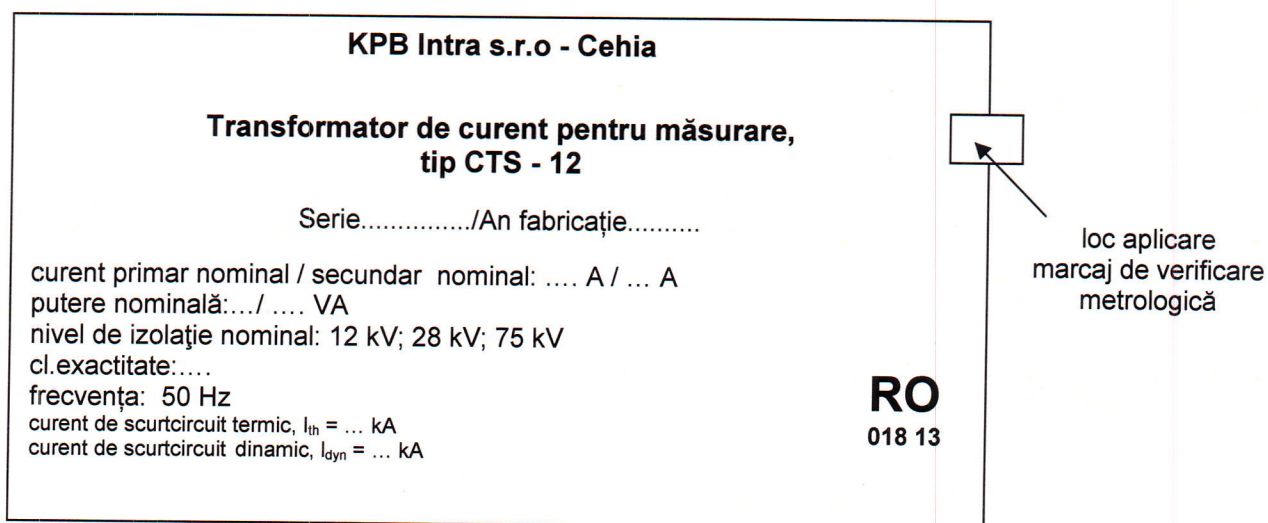 KPB Intra s.r.o - Cehia
Transformator de curent pentru măsurare,
tip CTS - 12
Serie.............../An fabricație..........
curent primar nominal / secundar nominal: .... A / ... A
putere nominală:.../ .... VA
nivel de izolaţie nominal: 12 kV; 28 kV; 75 kV
cl.exactitate:....
frecvența: 50 Hz
curent de scurtcircuit termic, Ith = ... kA
curent de scurtcircuit dinamic, Idyn = ... kA
RO
018 13
loc aplicare
marcaj de verificare
metrologică